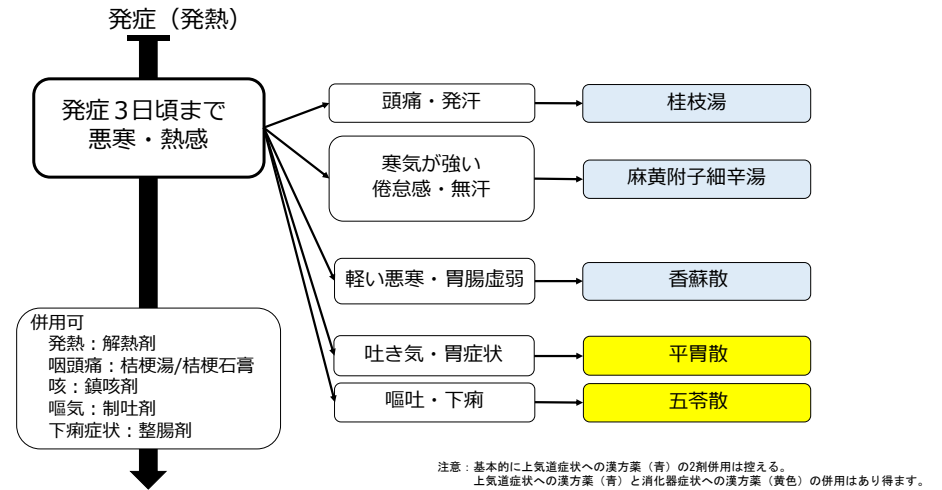 発症（発熱）
発症３日頃まで
悪寒・熱感
頭痛・発汗
桂枝湯
寒気が強い
倦怠感・無汗
麻黄附子細辛湯
軽い悪寒・胃腸虚弱
香蘇散
吐き気・胃症状
平胃散
嘔吐・下痢
五苓散
併用可
発熱：解熱剤
咽頭痛：桔梗湯/桔梗石膏
咳：鎮咳剤
嘔気：制吐剤
下痢症状：整腸剤
注意：基本的に上気道症状への漢方薬（青）の2剤併用は控える。
上気道症状への漢方薬（青）と消化器症状への漢方薬（黄色）の併用はあり得ます。